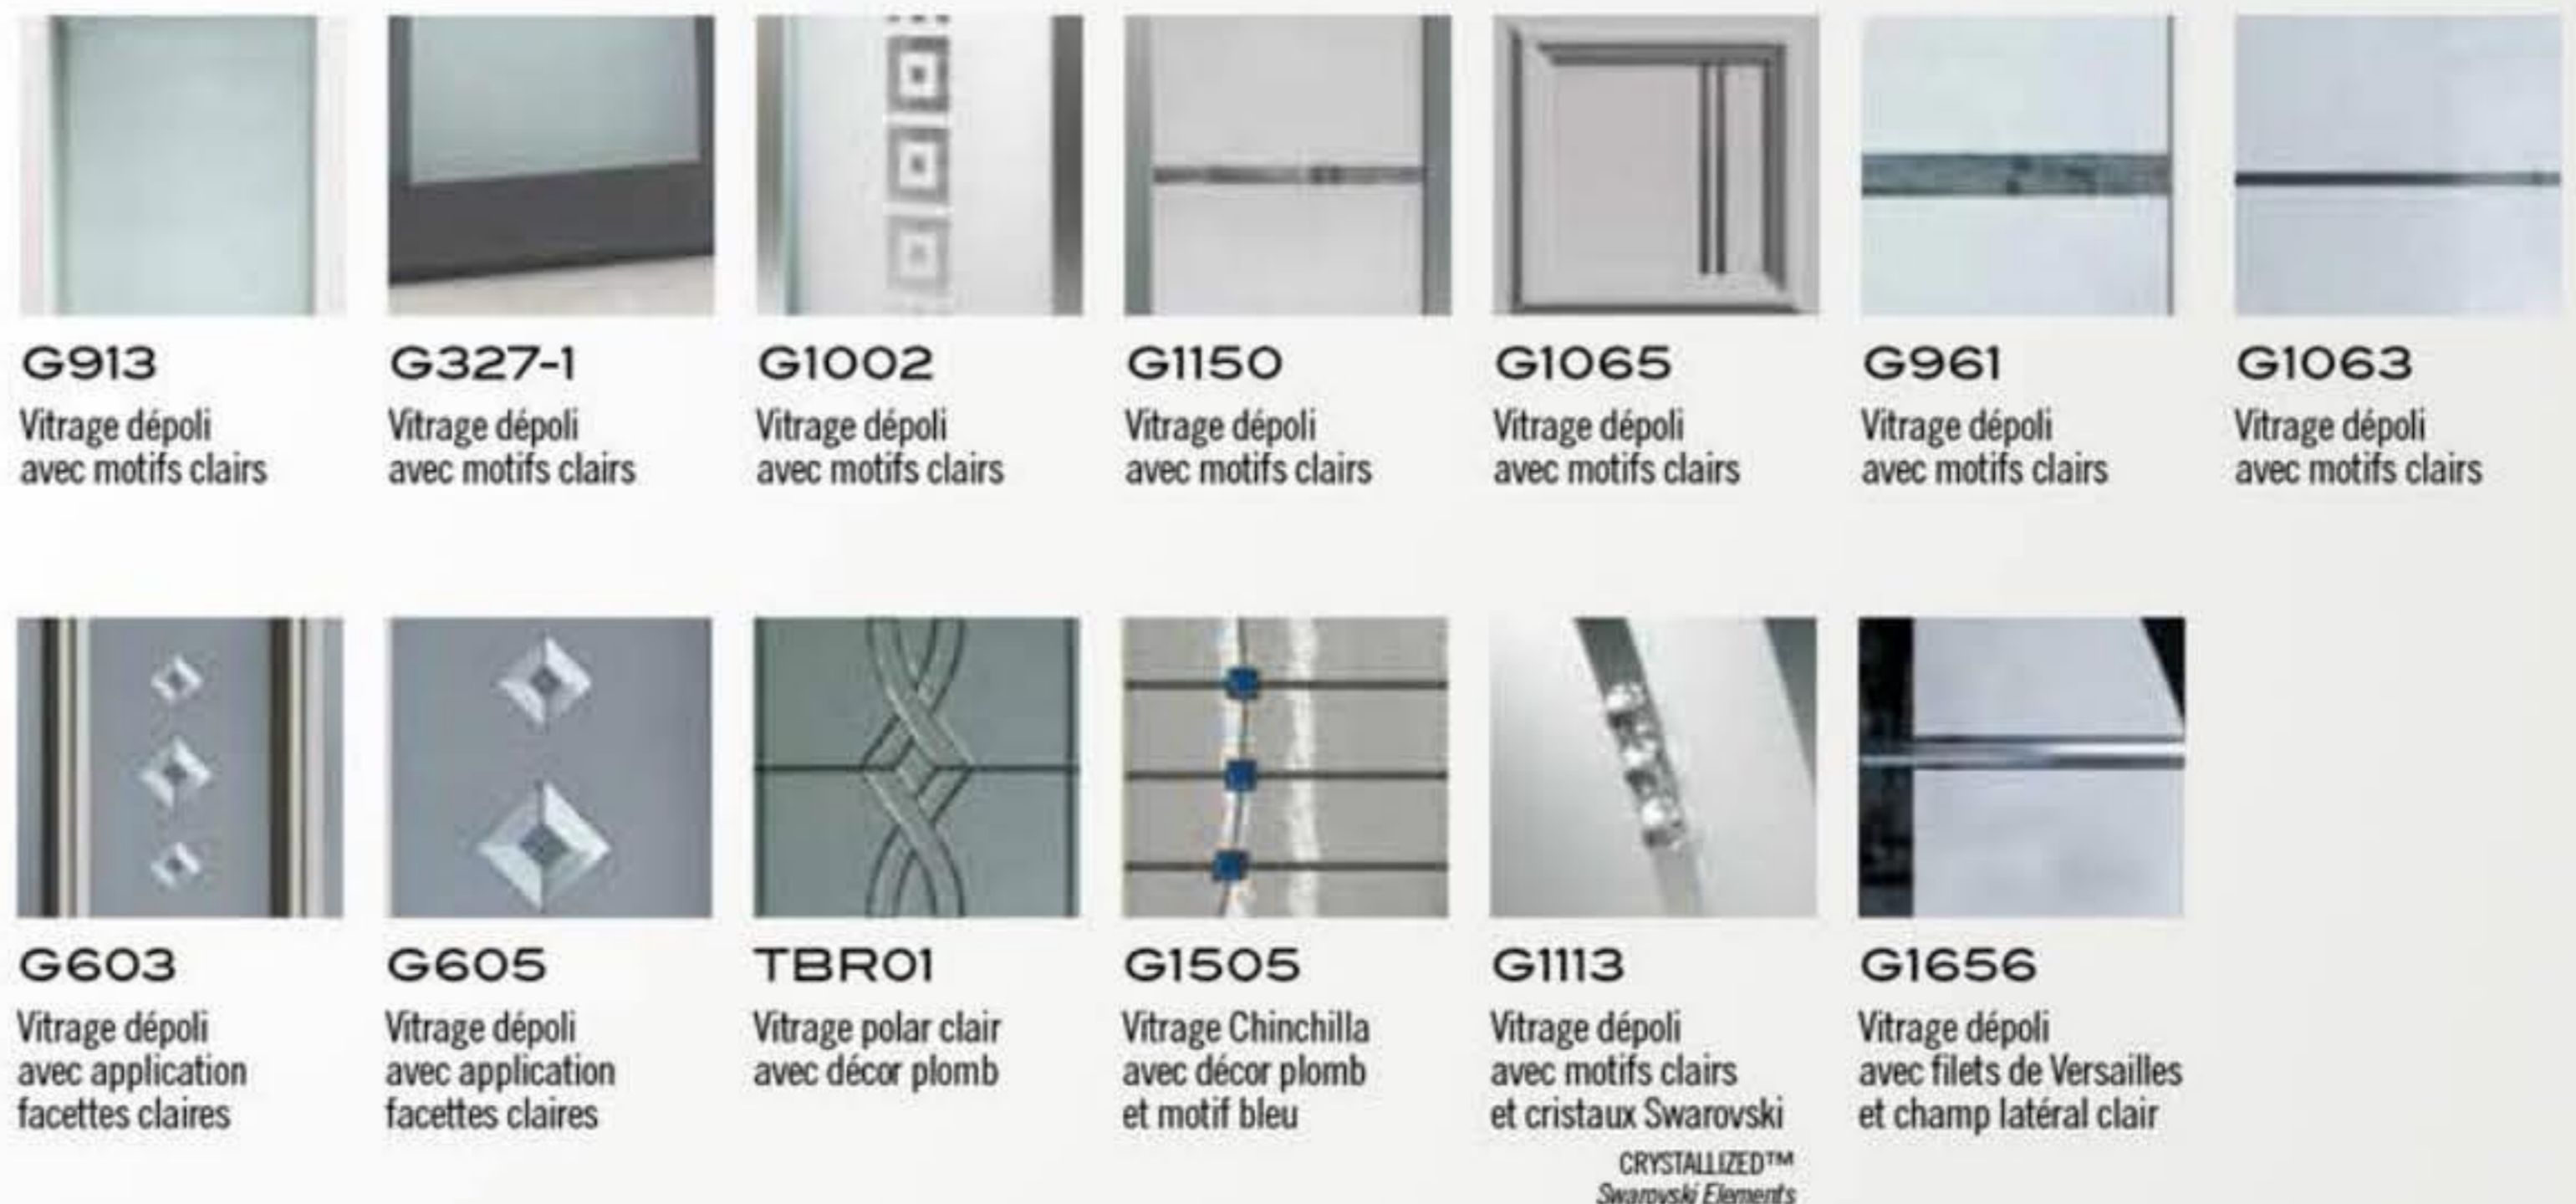 G913
Vitrage dépoli
avec motifs clairs
G327-1
Vitrage dépoli
avec motifs clairs
G1002
Vitrage dépoli
avec motifs clairs
G1150
Vitrage dépoli
avec motifs clairs
G1065
Vitrage dépoli
avec motifs clairs
G961
Vitrage dépoli
avec motifs clairs
G1063
Vitrage dépoli
avec motifs clairs
G603
Vitrage dépoli
avec application
facettes claires
G605
Vitrage dépoli
avec application
facettes claires
TBR01
Vitrage polar clair
avec décor plomb
G1505
Vitrage Chinchilla
avec décor plomb
et motif bleu
G1113
Vitrage dépoli
avec motifs clairs
et cristaux Swarovski
CRYSTALLIZED™
Swarovski Elements
G1656
Vitrage dépoli
avec filets de Versailles
et champ latéral clair